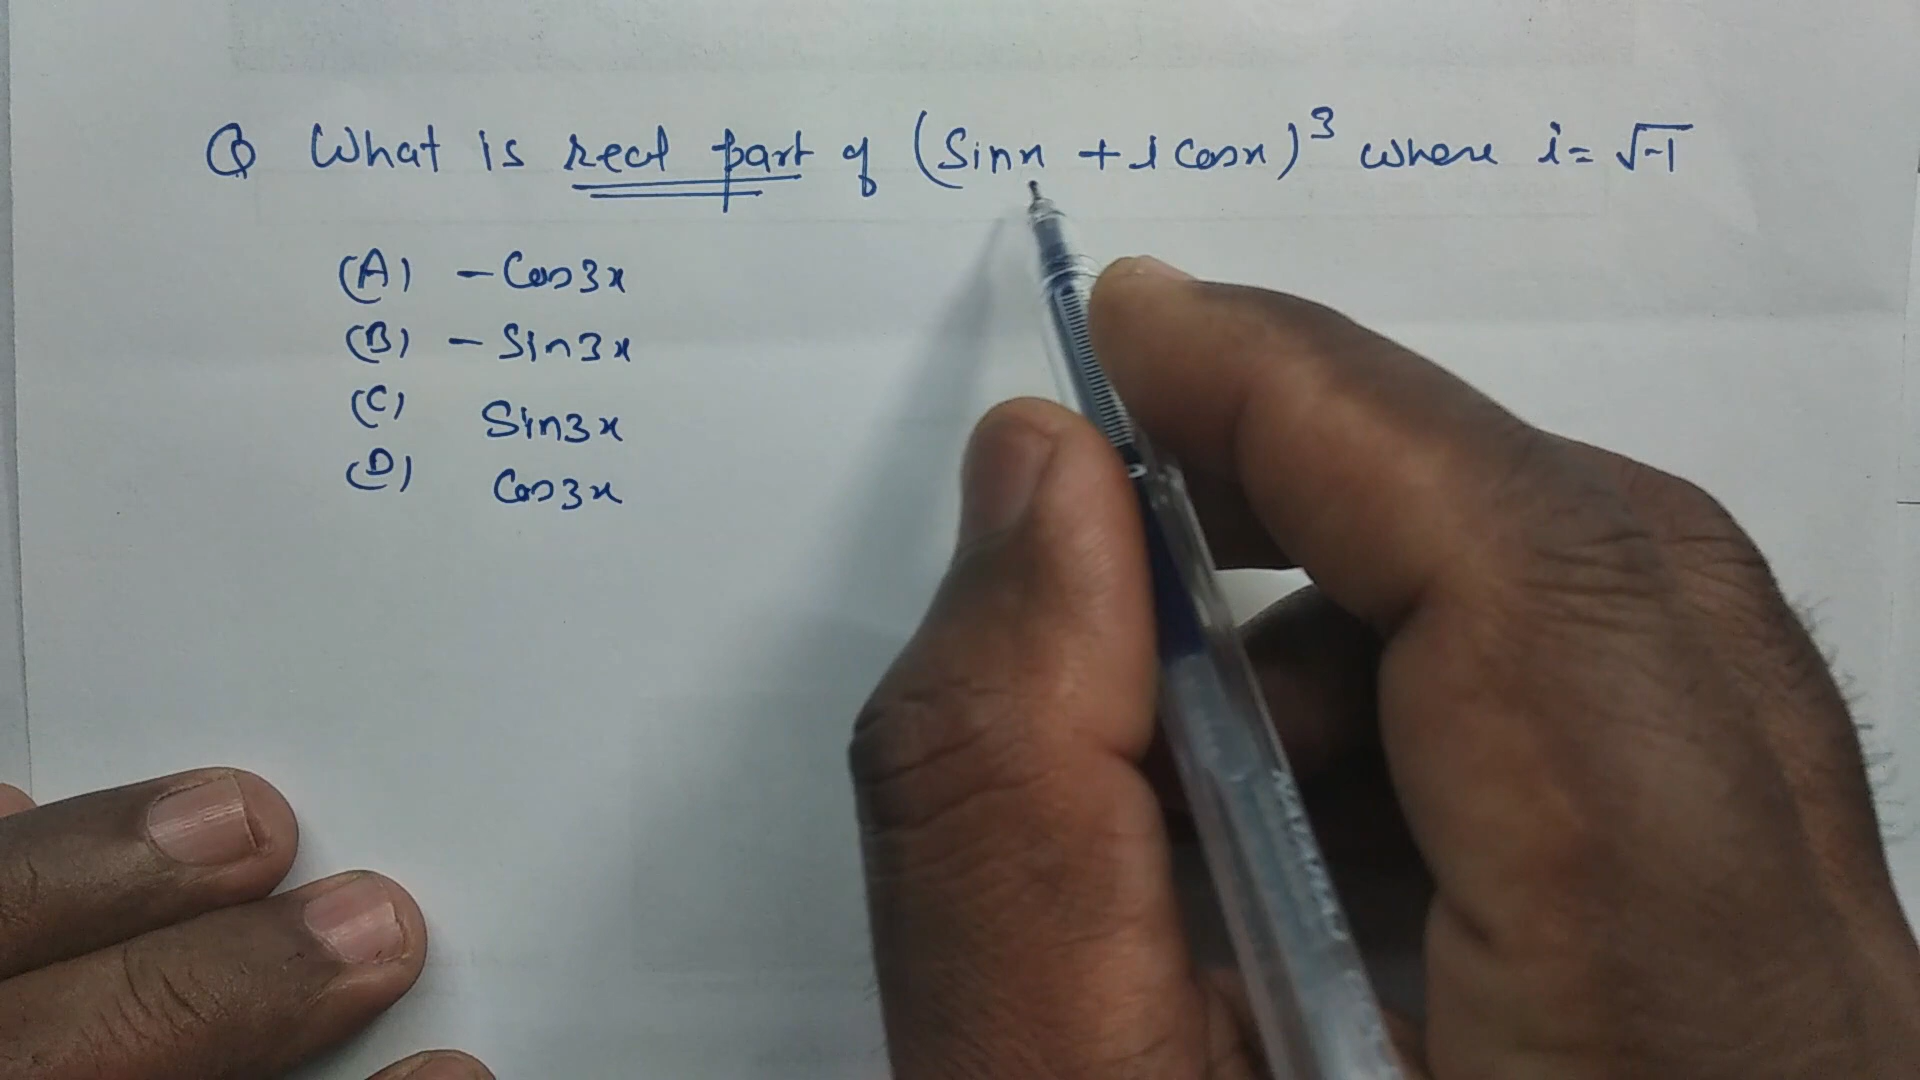 Q What is real part of (Sinx + i Cosx)³ where i = √-1
(A) - Cos3x
(B) - Sin3x
(C) Sin3x
(D) Cos3x